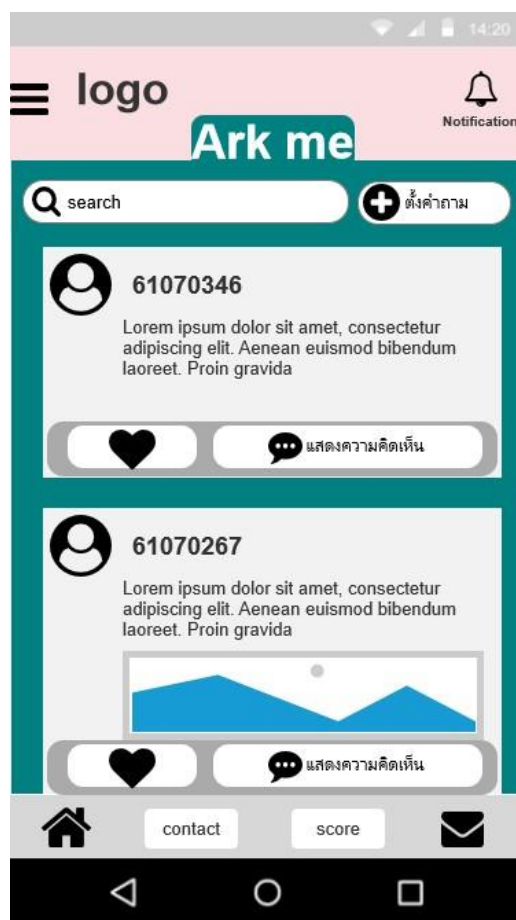 14:20
logo
Notification
Ark me
search
ตั้งคำถาม
61070346
Lorem ipsum dolor sit amet, consectetur
adipiscing elit. Aenean euismod bibendum
laoreet. Proin gravida
แสดงความคิดเห็น
61070267
Lorem ipsum dolor sit amet, consectetur
adipiscing elit. Aenean euismod bibendum
laoreet. Proin gravida
แสดงความคิดเห็น
contact
score